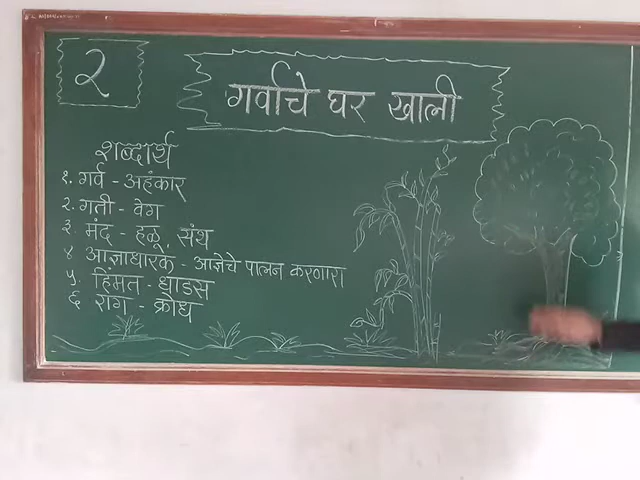 २
गर्वाचे घर खाली
शब्दार्थ
१. गर्व - अहंकार
२. गती - वेग
३. मंद - हळू, संथ
४ आज्ञाधारक - आज्ञेचे पालन करणारा
५. हिंमत - धाडस
६ राग - क्रोध